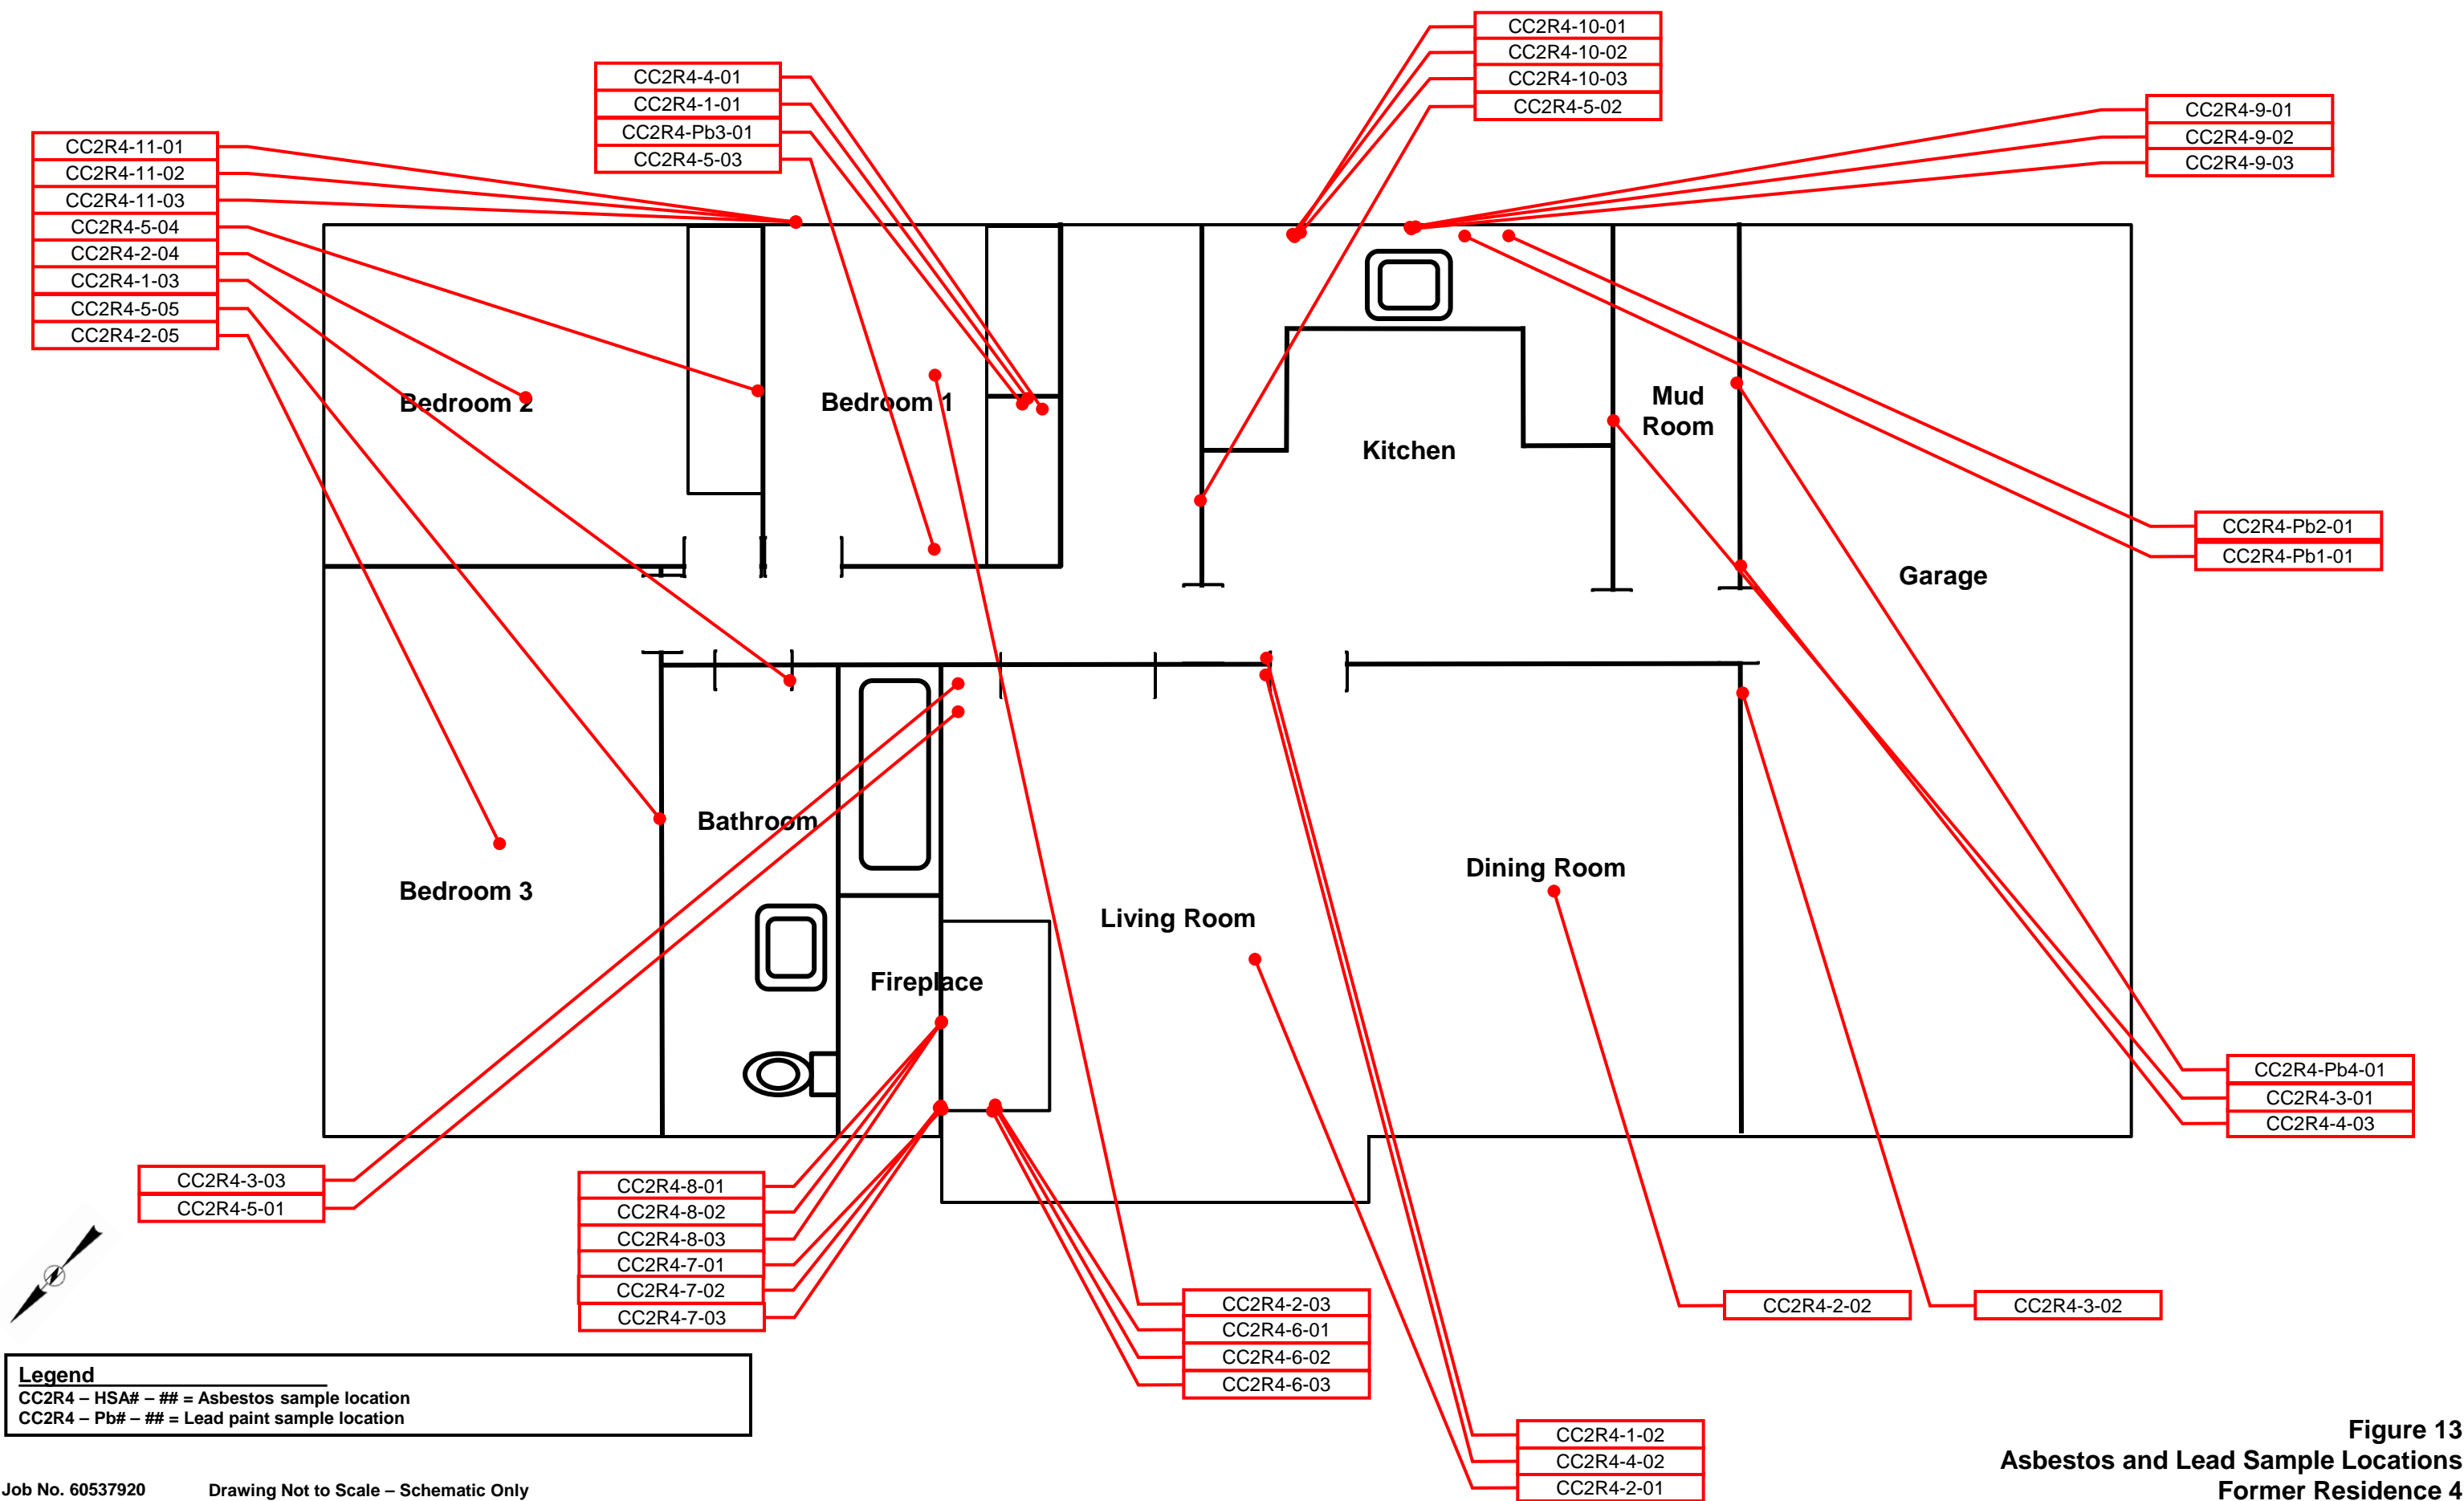 CC2R4-10-01
CC2R4-10-02
CC2R4-10-03
CC2R4-5-02
CC2R4-4-01
CC2R4-1-01
CC2R4-Pb3-01
CC2R4-5-03
CC2R4-9-01
CC2R4-9-02
CC2R4-9-03
CC2R4-11-01
CC2R4-11-02
CC2R4-11-03
CC2R4-5-04
CC2R4-2-04
CC2R4-1-03
CC2R4-5-05
CC2R4-2-05
Bedroom 2
Bedroom 1
Kitchen
Mud
Room
Garage
CC2R4-Pb2-01
CC2R4-Pb1-01
Bathroom
Bedroom 3
Fireplace
Living Room
Dining Room
CC2R4-Pb4-01
CC2R4-3-01
CC2R4-4-03
CC2R4-3-03
CC2R4-5-01
CC2R4-8-01
CC2R4-8-02
CC2R4-8-03
CC2R4-7-01
CC2R4-7-02
CC2R4-7-03
CC2R4-2-03
CC2R4-6-01
CC2R4-6-02
CC2R4-6-03
CC2R4-2-02
CC2R4-3-02
CC2R4-1-02
CC2R4-4-02
CC2R4-2-01
Legend
CC2R4 – HSA# – ## = Asbestos sample location
CC2R4 – Pb# – ## = Lead paint sample location
Job No. 60537920
Drawing Not to Scale – Schematic Only
Figure 13
Asbestos and Lead Sample Locations
Former Residence 4